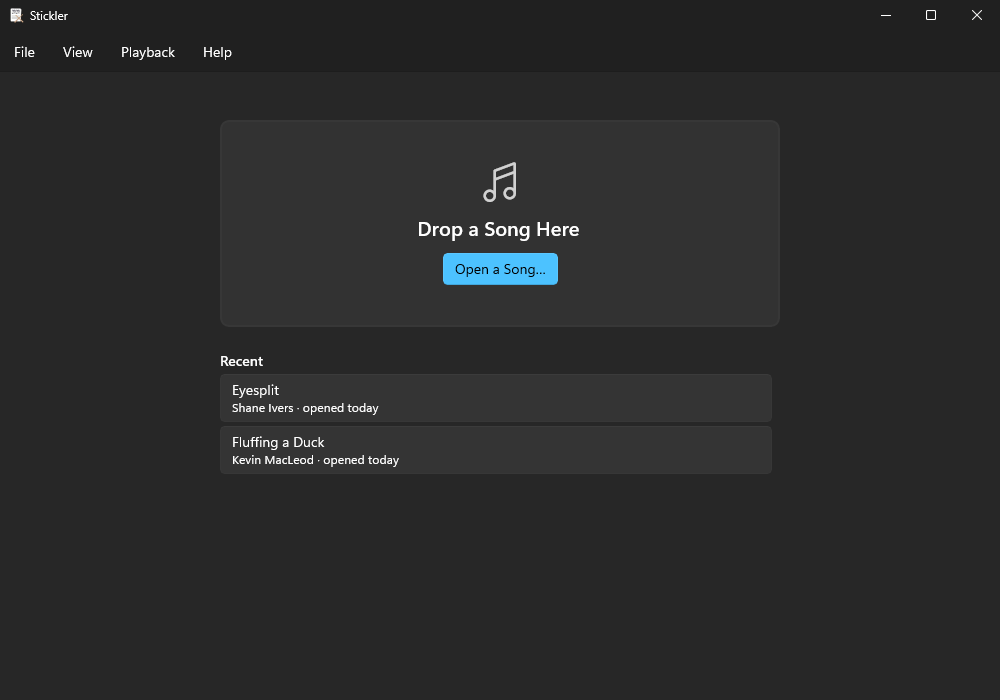 Stickler
File View Playback Help
Drop a Song Here
Open a Song...
Recent
Eyesplit
Shane Ivers · opened today
Fluffing a Duck
Kevin MacLeod · opened today